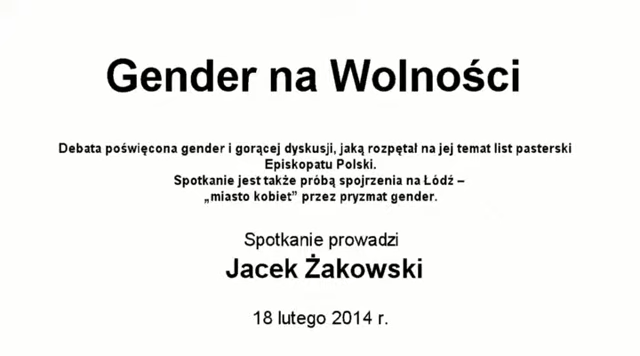 Gender na Wolności
Debata poświęcona gender i gorącej dyskusji, jaką rozpętał na jej temat list pasterski
Episkopatu Polski.
Spotkanie jest także próbą spojrzenia na Łódź –
„miasto kobiet” przez pryzmat gender.
Spotkanie prowadzi
Jacek Żakowski
18 lutego 2014 r.